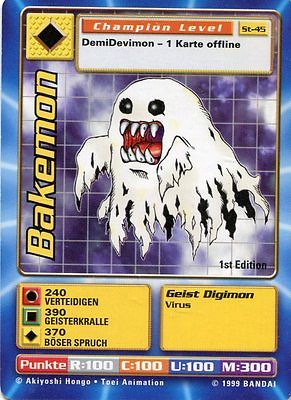 Champion Level
St-45
DemiDevimon – 1 Karte offline
Bakemon
1st Edition
240
VERTEIDIGEN
390
GEISTERKRALLE
370
BÖSER SPRUCH
Geist Digimon
Virus
Punkte R:100 C:100 U:100 M:300
© Akiyoshi Hongo • Toei Animation © 1999 BANDAI